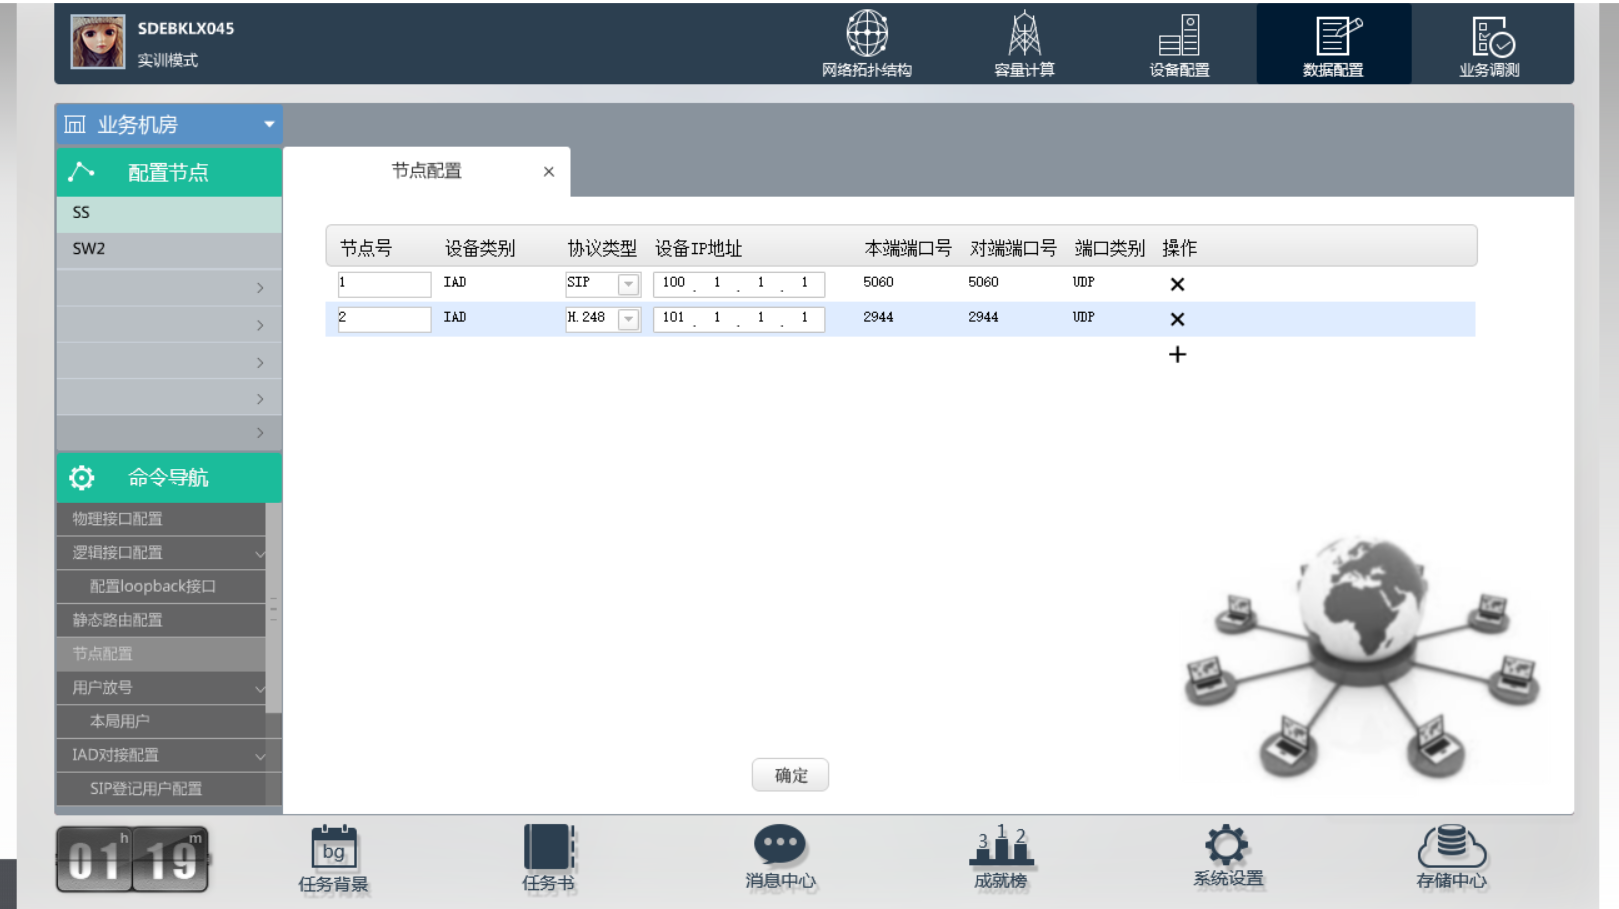 SDEBKLX045
实训模式
网络拓扑结构
容量计算
设备配置
数据配置
业务调测
业务机房
配置节点
SS
SW2
命令导航
物理接口配置
逻辑接口配置
配置loopback接口
静态路由配置
节点配置
用户放号
本局用户
IAD对接配置
SIP登记用户配置
节点配置 ×
节点号 设备类别 协议类型 设备IP地址 本端端口号 对端端口号 端口类别 操作
1 IAD SIP 100 . 1 . 1 . 1 5060 5060 UDP ×
2 IAD H.248 101 . 1 . 1 . 1 2944 2944 UDP ×
+
确定
01 h 19 m
bg
任务背景
任务书
消息中心
3 1 2
成就榜
系统设置
存储中心